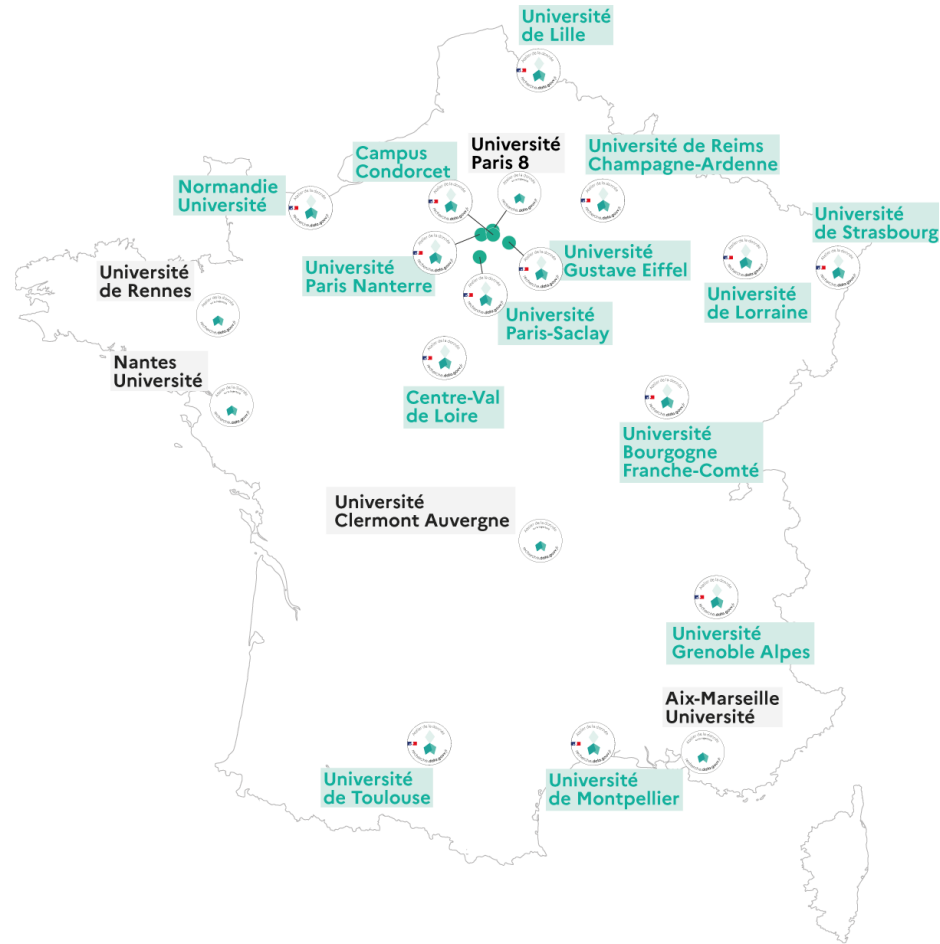 Université
de Lille
Université
Paris 8
Campus
Condorcet
Université de Reims
Champagne-Ardenne
Normandie
Université
Université
de Strasbourg
Université
Paris Nanterre
Université
Gustave Eiffel
Université
de Rennes
Université
de Lorraine
Université
Paris-Saclay
Nantes
Université
Centre-Val
de Loire
Université
Bourgogne
Franche-Comté
Université
Clermont Auvergne
Université
Grenoble Alpes
Aix-Marseille
Université
Université
de Toulouse
Université
de Montpellier